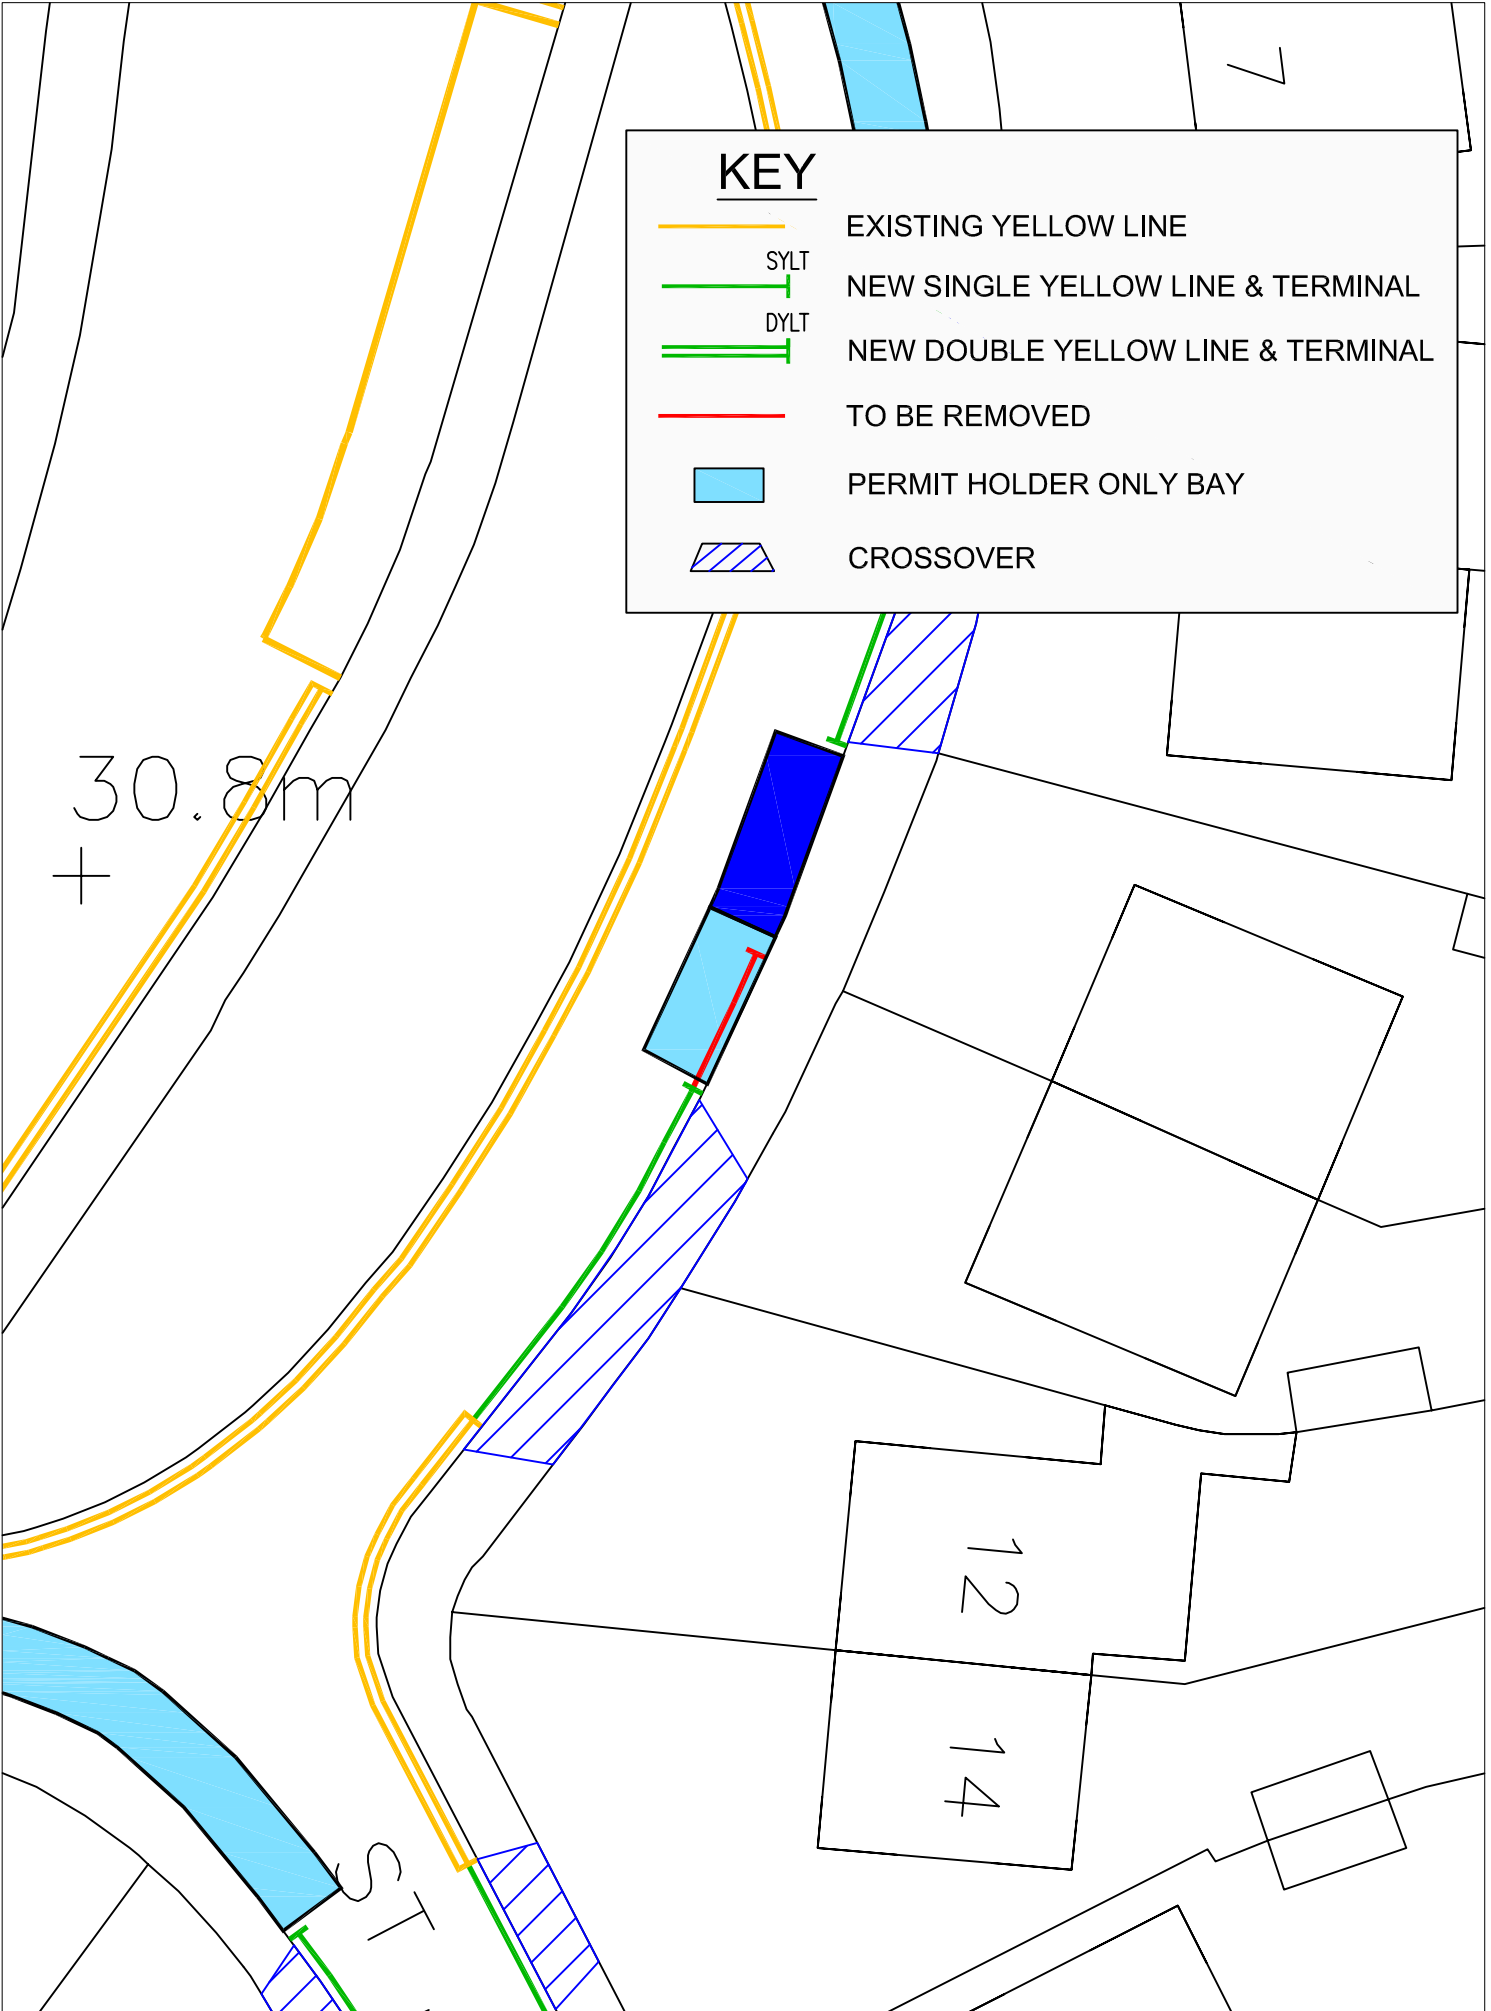 7
KEY
EXISTING YELLOW LINE
SYLT
NEW SINGLE YELLOW LINE & TERMINAL
DYLT
NEW DOUBLE YELLOW LINE & TERMINAL
TO BE REMOVED
PERMIT HOLDER ONLY BAY
CROSSOVER
30.8m
12
14
ST